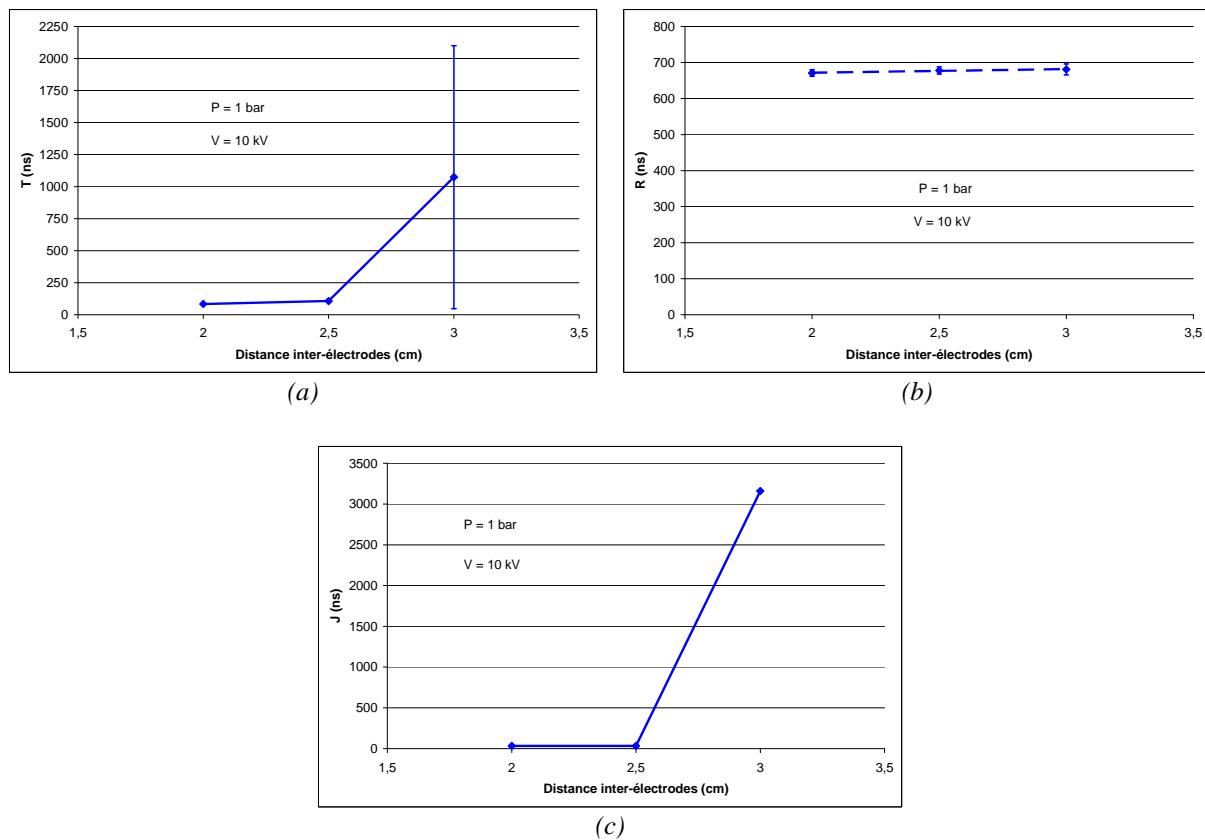 2250
2000
1750
1500
1250
1000
750
500
250
0
T (ns)
P = 1 bar
V = 10 kV
1,5 2 2,5 3 3,5
Distance inter-électrodes (cm)
(a)
800
700
600
500
400
300
200
100
0
R (ns)
P = 1 bar
V = 10 kV
1,5 2 2,5 3 3,5
Distance inter-électrodes (cm)
(b)
3500
3000
2500
2000
1500
1000
500
0
J (ns)
P = 1 bar
V = 10 kV
1,5 2 2,5 3 3,5
Distance inter-électrodes (cm)
(c)